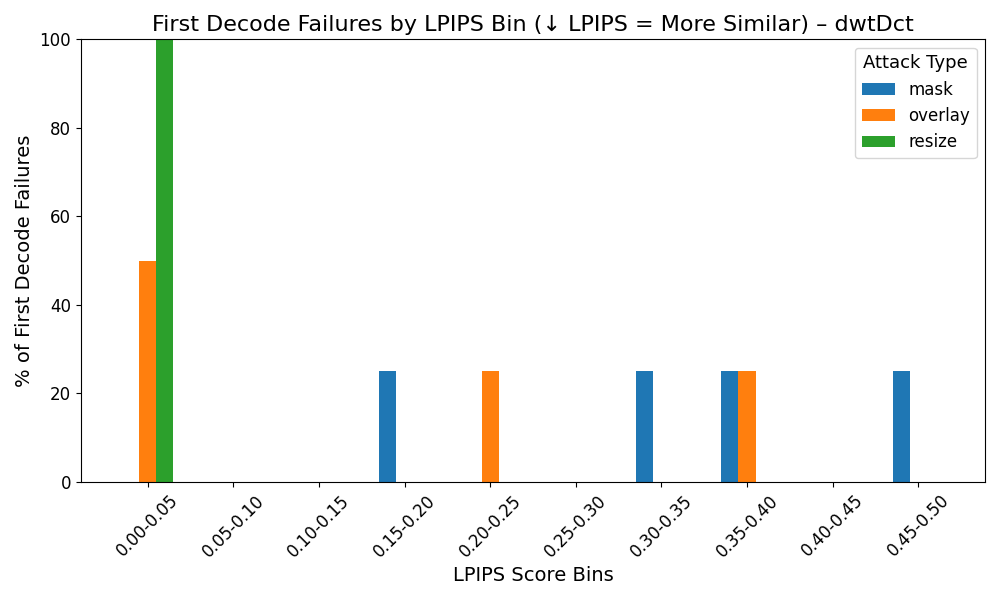 First Decode Failures by LPIPS Bin (↓ LPIPS = More Similar) – dwtDct
% of First Decode Failures
100
80
60
40
20
0
Attack Type
mask
overlay
resize
0.00-0.05
0.05-0.10
0.10-0.15
0.15-0.20
0.20-0.25
0.25-0.30
0.30-0.35
0.35-0.40
0.40-0.45
0.45-0.50
LPIPS Score Bins